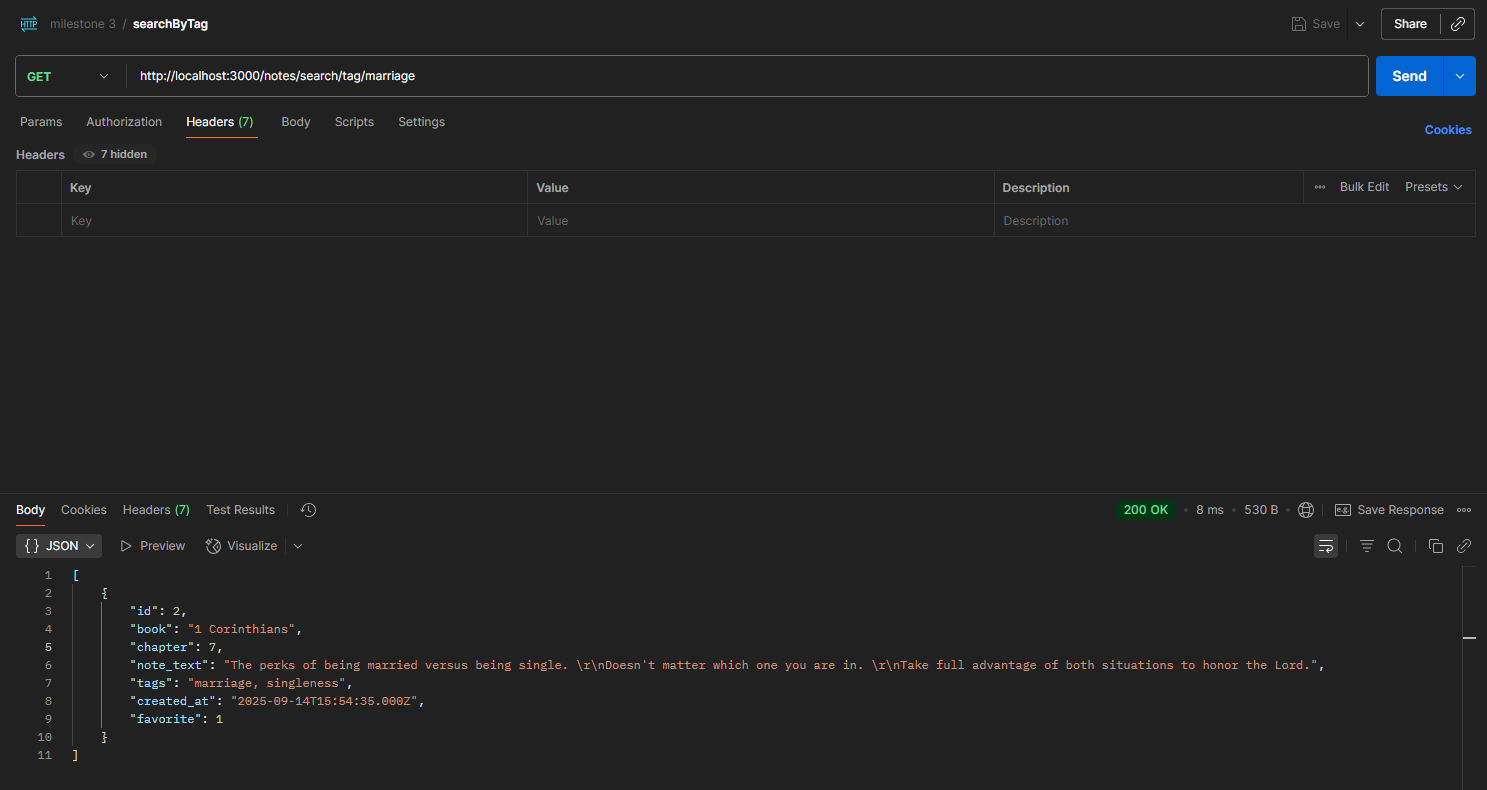 HTTP milestone 3 / searchByTag Save Share
GET http://localhost:3000/notes/search/tag/marriage Send
Params Authorization Headers (7) Body Scripts Settings
Cookies
Headers 7 hidden
Key Value Description Bulk Edit Presets
Key Value Description
Body Cookies Headers (7) Test Results 200 OK • 8 ms • 530 B • e.g. Save Response
{} JSON Preview Visualize
1 [
2 {
3 "id": 2,
4 "book": "1 Corinthians",
5 "chapter": 7,
6 "note_text": "The perks of being married versus being single. \r\nDoesn't matter which one you are in. \r\nTake full advantage of both situations to honor the Lord.",
7 "tags": "marriage, singleness",
8 "created_at": "2025-09-14T15:54:35.000Z",
9 "favorite": 1
10 }
11 ]